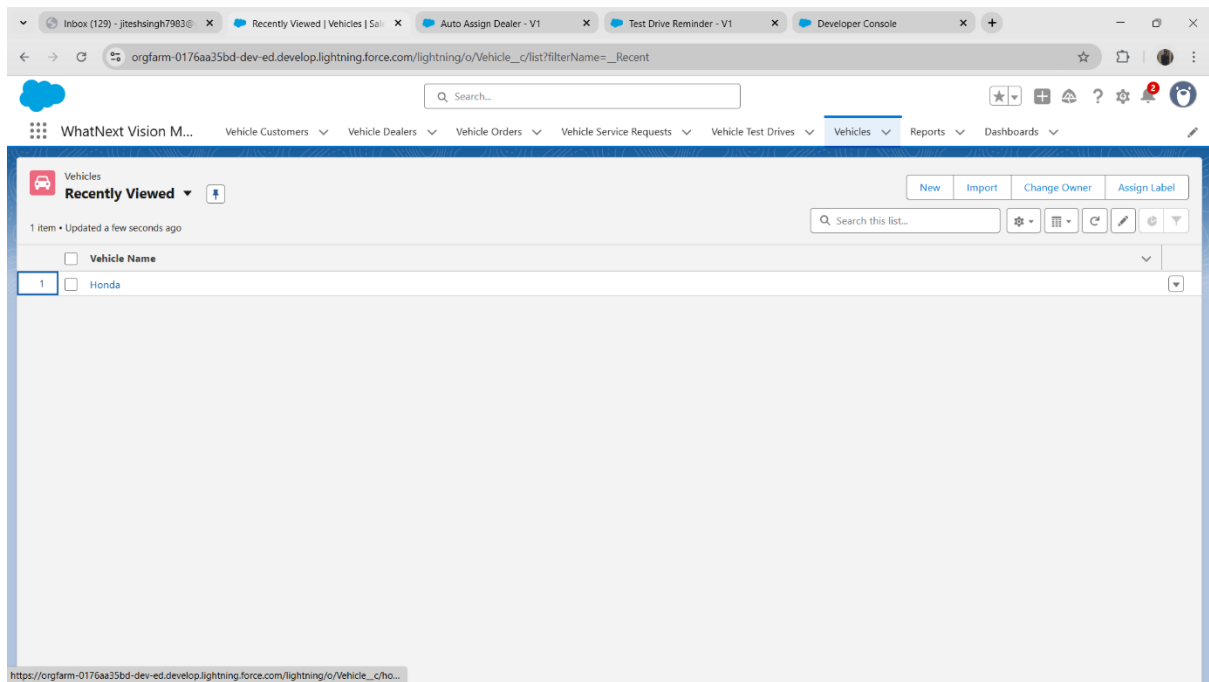 Inbox (129) - jiteshsingh7983@ Recently Viewed | Vehicles | Sale Auto Assign Dealer - V1 Test Drive Reminder - V1 Developer Console
orgfarm-0176aa35bd-dev-ed.develop.lightning.force.com/lightning/o/Vehicle__c/list?filterName=__Recent
Search...
2
WhatNext Vision M... Vehicle Customers Vehicle Dealers Vehicle Orders Vehicle Service Requests Vehicle Test Drives Vehicles Reports Dashboards
Vehicles
Recently Viewed
New Import Change Owner Assign Label
1 item • Updated a few seconds ago
Search this list...
Vehicle Name
1 Honda
https://orgfarm-0176aa35bd-dev-ed.develop.lightning.force.com/lightning/o/Vehicle__c/ho...